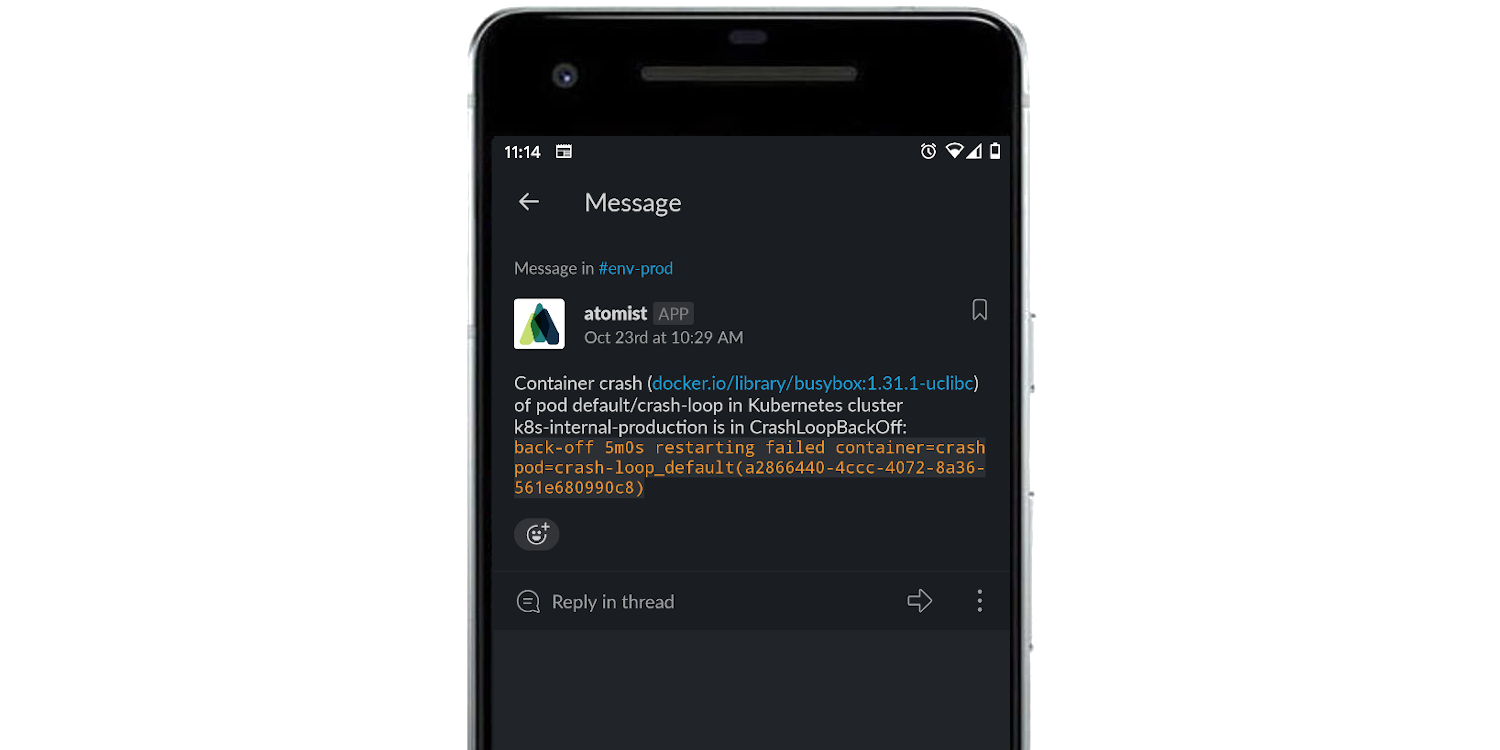 11:14
Message
Message in #env-prod
atomist APP
Oct 23rd at 10:29 AM
Container crash (docker.io/library/busybox:1.31.1-uclibc)
of pod default/crash-loop in Kubernetes cluster
k8s-internal-production is in CrashLoopBackOff:
back-off 5m0s restarting failed container=crash
pod=crash-loop_default(a2866440-4ccc-4072-8a36-
561e680990c8)
Reply in thread